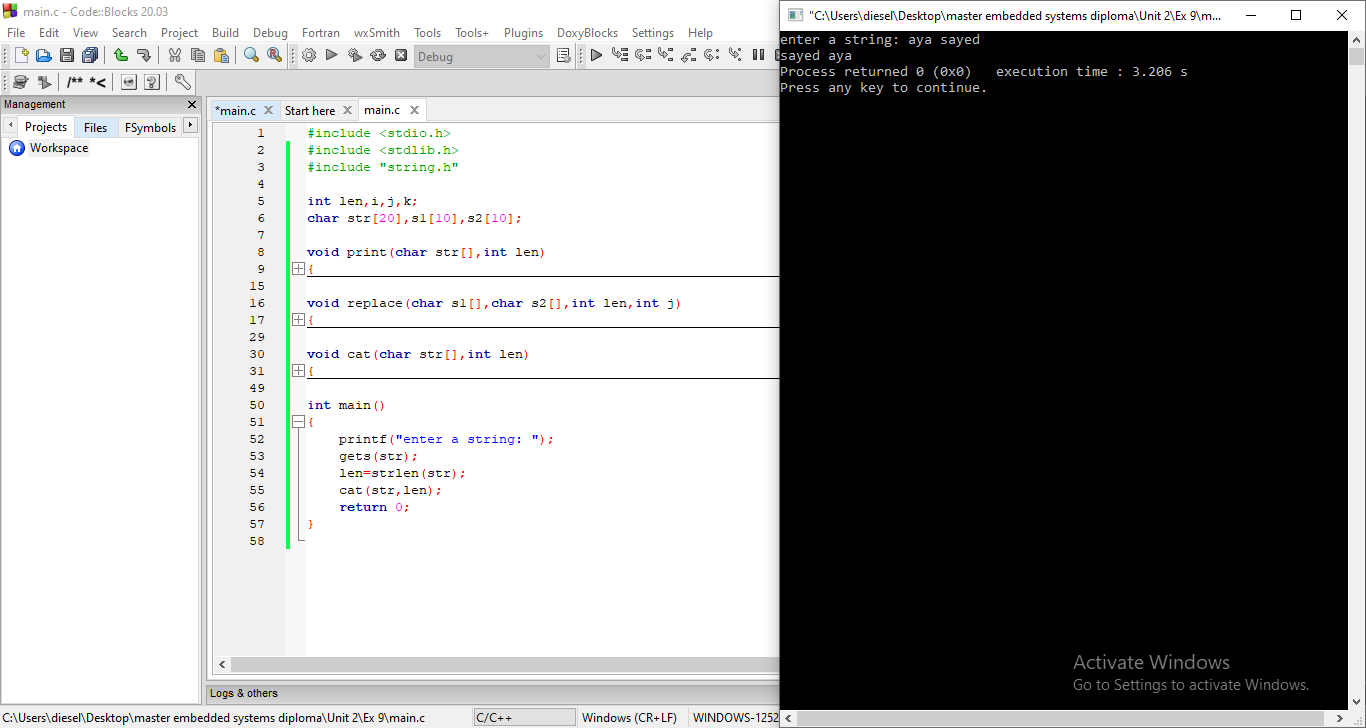 main.c - Code::Blocks 20.03
File Edit View Search Project Build Debug Fortran wxSmith Tools Tools+ Plugins DoxyBlocks Settings Help
Debug
/** *<
Management
Projects Files FSymbols
Workspace
*main.c Start here main.c
1 #include <stdio.h>
2 #include <stdlib.h>
3 #include "string.h"
4
5 int len,i,j,k;
6 char str[20],s1[10],s2[10];
7
8 void print(char str[],int len)
9 {
15
16 void replace(char s1[],char s2[],int len,int j)
17 {
29
30 void cat(char str[],int len)
31 {
49
50 int main()
51 {
52 printf("enter a string: ");
53 gets(str);
54 len=strlen(str);
55 cat(str,len);
56 return 0;
57 }
58
Logs & others
C:\Users\diesel\Desktop\master embedded systems diploma\Unit 2\Ex 9\main.c C/C++ Windows (CR+LF) WINDOWS-1252
"C:\Users\diesel\Desktop\master embedded systems diploma\Unit 2\Ex 9\m...
enter a string: aya sayed
sayed aya
Process returned 0 (0x0) execution time : 3.206 s
Press any key to continue.
Activate Windows
Go to Settings to activate Windows.